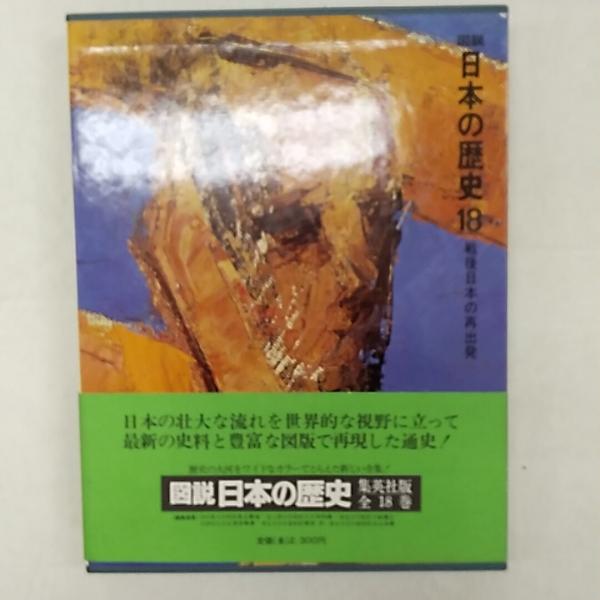 図説
日本の歴史
18
戦後日本の再出発
日本の壮大な流れを世界的な視野に立って
最新の史料と豊富な図版で再現した通史!
歴史の大河をワイドなカラーでとらえた新しい全集!
図説日本の歴史
集英社版
全18巻